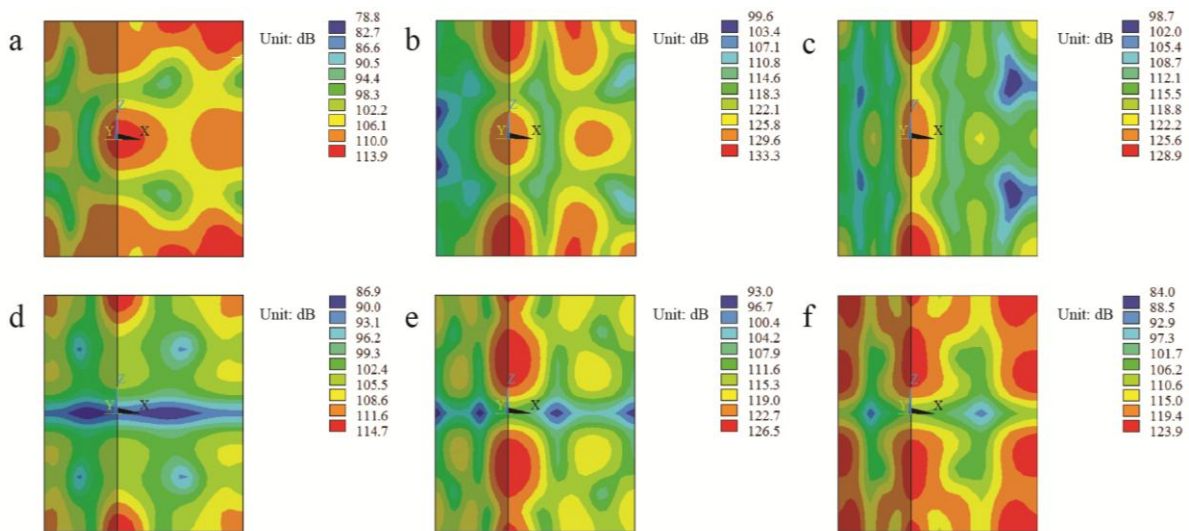 a
Unit: dB
78.8
82.7
86.6
90.5
94.4
98.3
102.2
106.1
110.0
113.9
Z
Y
X
b
Unit: dB
99.6
103.4
107.1
110.8
114.6
118.3
122.1
125.8
129.6
133.3
Z
Y
X
c
Unit: dB
98.7
102.0
105.4
108.7
112.1
115.5
118.8
122.2
125.6
128.9
Z
Y
X
d
Unit: dB
86.9
90.0
93.1
96.2
99.3
102.4
105.5
108.6
111.6
114.7
Z
Y
X
e
Unit: dB
93.0
96.7
100.4
104.2
107.9
111.6
115.3
119.0
122.7
126.5
Z
Y
X
f
Unit: dB
84.0
88.5
92.9
97.3
101.7
106.2
110.6
115.0
119.4
123.9
Z
Y
X